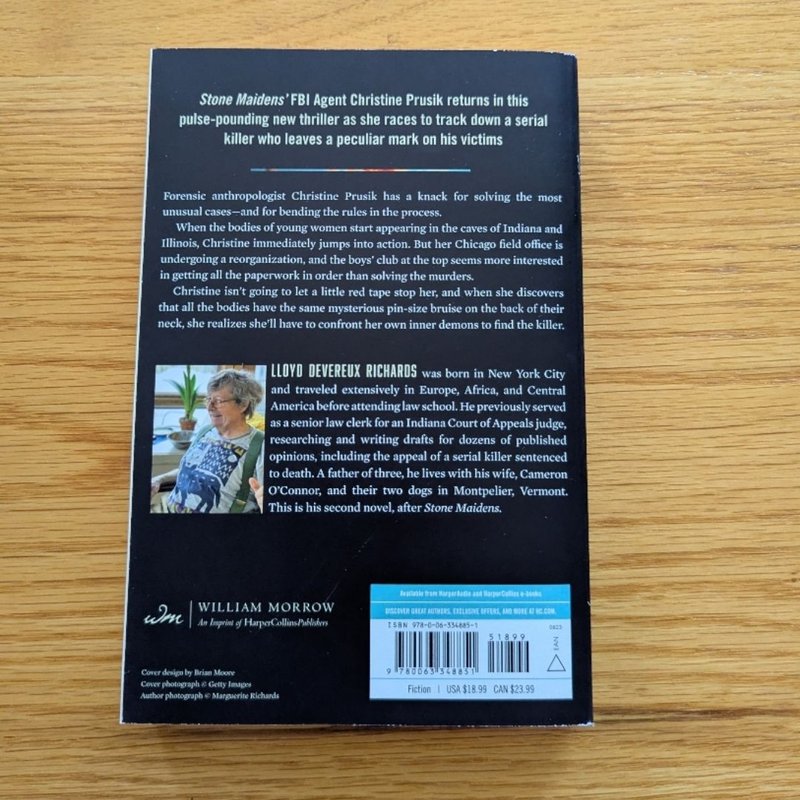 Stone Maidens' FBI Agent Christine Prusik returns in this
pulse-pounding new thriller as she races to track down a serial
killer who leaves a peculiar mark on his victims
Forensic anthropologist Christine Prusik has a knack for solving the most
unusual cases—and for bending the rules in the process.
When the bodies of young women start appearing in the caves of Indiana and
Illinois, Christine immediately jumps into action. But her Chicago field office is
undergoing a reorganization, and the boys' club at the top seems more interested
in getting all the paperwork in order than solving the murders.
Christine isn't going to let a little red tape stop her, and when she discovers
that all the bodies have the same mysterious pin-size bruise on the back of their
neck, she realizes she'll have to confront her own inner demons to find the killer.
LLOYD DEVEREUX RICHARDS was born in New York City
and traveled extensively in Europe, Africa, and Central
America before attending law school. He previously served
as a senior law clerk for an Indiana Court of Appeals judge,
researching and writing drafts for dozens of published
opinions, including the appeal of a serial killer sentenced
to death. A father of three, he lives with his wife, Cameron
O'Connor, and their two dogs in Montpelier, Vermont.
This is his second novel, after Stone Maidens.
wm
WILLIAM MORROW
An Imprint of HarperCollinsPublishers
Cover design by Brian Moore
Cover photograph © Getty Images
Author photograph © Marguerite Richards
Available from HarperAudio and HarperCollins e-books
DISCOVER GREAT AUTHORS, EXCLUSIVE OFFERS, AND MORE AT HC.COM.
ISBN 978-0-06-334885-1
51899
0823
EAN
9 780063 348851
Fiction | USA $18.99 CAN $23.99